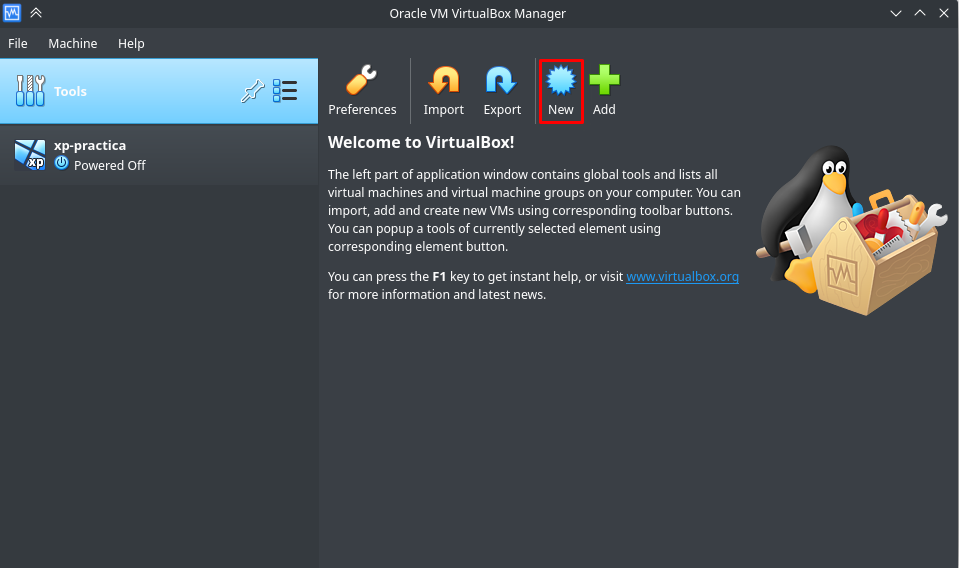 Oracle VM VirtualBox Manager
File Machine Help
Tools
xp-practica
xp
Powered Off
Preferences Import Export New Add
Welcome to VirtualBox!
The left part of application window contains global tools and lists all
virtual machines and virtual machine groups on your computer. You can
import, add and create new VMs using corresponding toolbar buttons.
You can popup a tools of currently selected element using
corresponding element button.
You can press the F1 key to get instant help, or visit www.virtualbox.org
for more information and latest news.